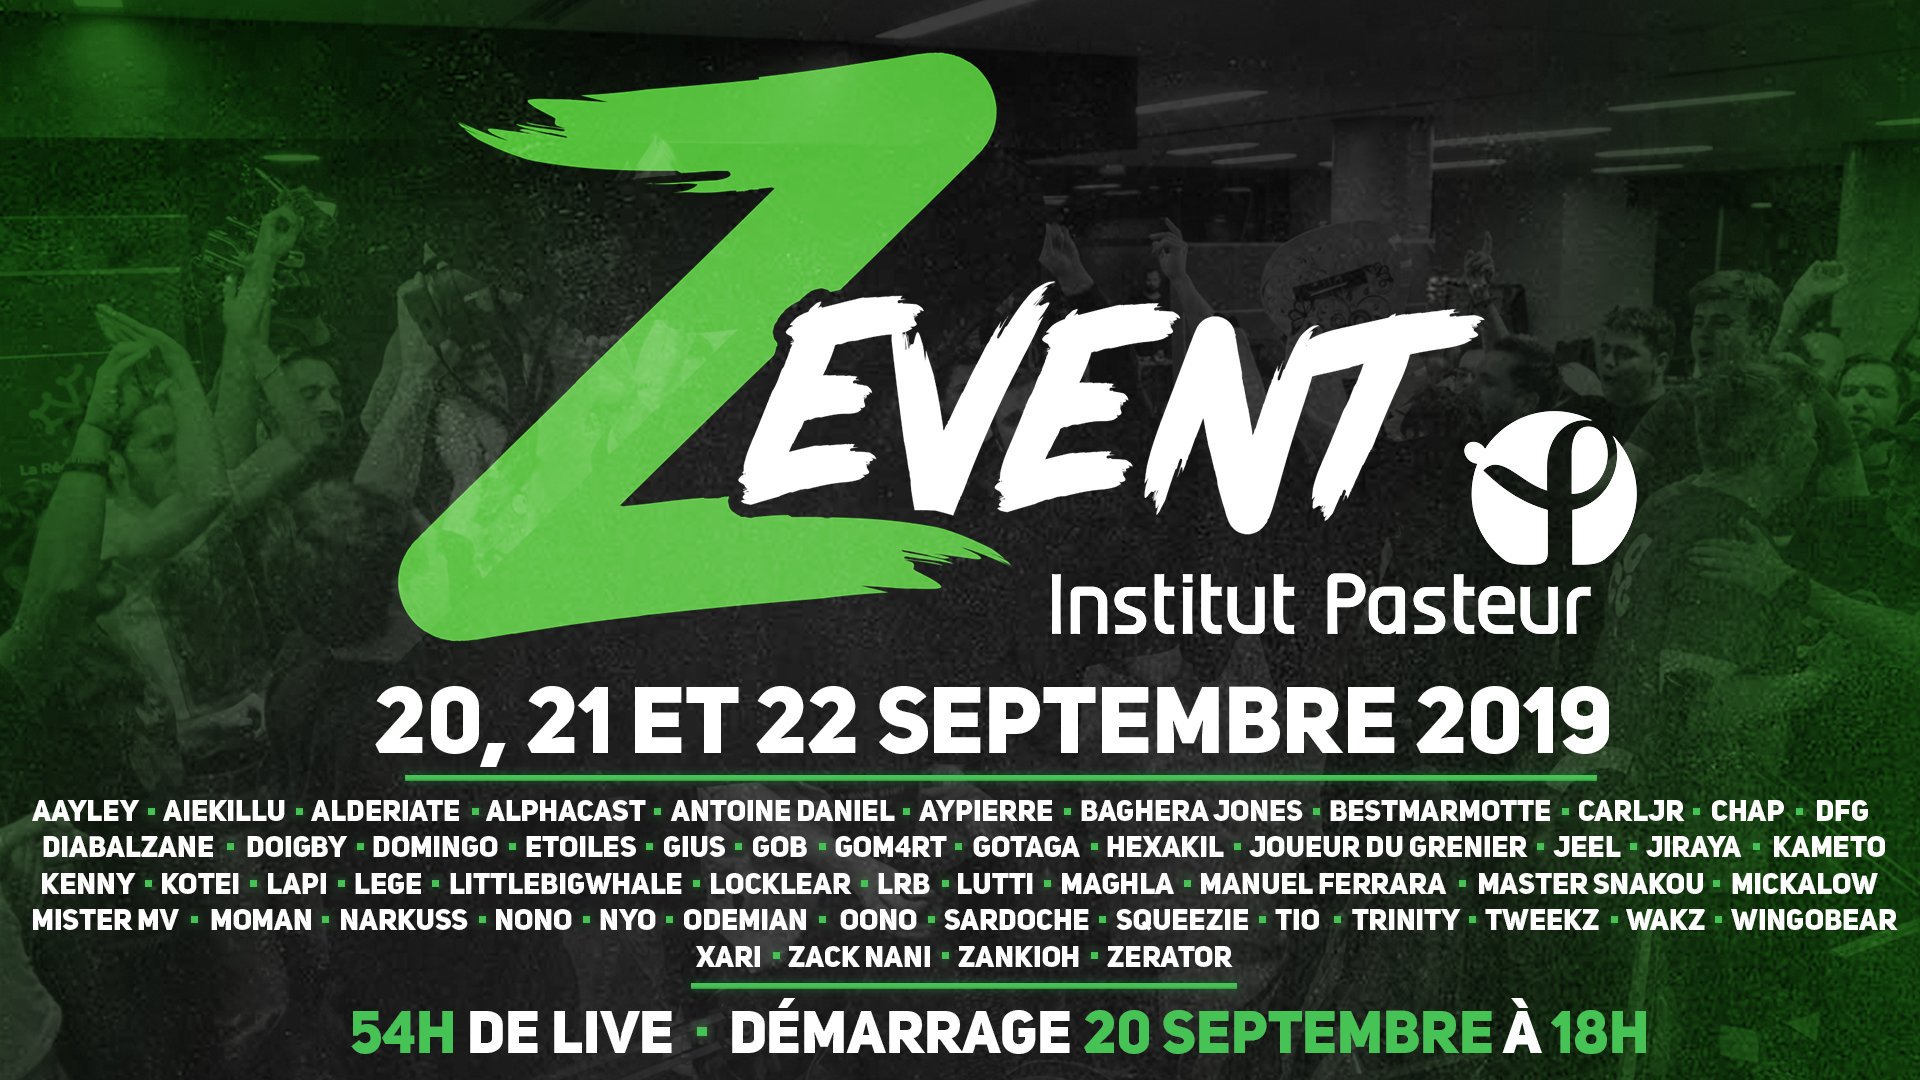 ZEVENT
Institut Pasteur
20, 21 ET 22 SEPTEMBRE 2019
AAYLEY · AIEKILLU · ALDERIATE · ALPHACAST · ANTOINE DANIEL · AYPIERRE · BAGHERA JONES · BESTMARMOTTE · CARLJR · CHAP · DFG
DIABALZANE · DOIGBY · DOMINGO · ETOILES · GIUS · GOB · GOM4RT · GOTAGA · HEXAKIL · JOUEUR DU GRENIER · JEEL · JIRAYA · KAMETO
KENNY · KOTEI · LAPI · LEGE · LITTLEBIGWHALE · LOCKLEAR · LRB · LUTTI · MAGHLA · MANUEL FERRARA · MASTER SNAKOU · MICKALOW
MISTER MV · MOMAN · NARKUSS · NONO · NYO · ODEMIAN · OONO · SARDOCHE · SQUEEZIE · TIO · TRINITY · TWEEKZ · WAKZ · WINGOBEAR
XARI · ZACK NANI · ZANKIOH · ZERATOR
54H DE LIVE · DÉMARRAGE 20 SEPTEMBRE À 18H